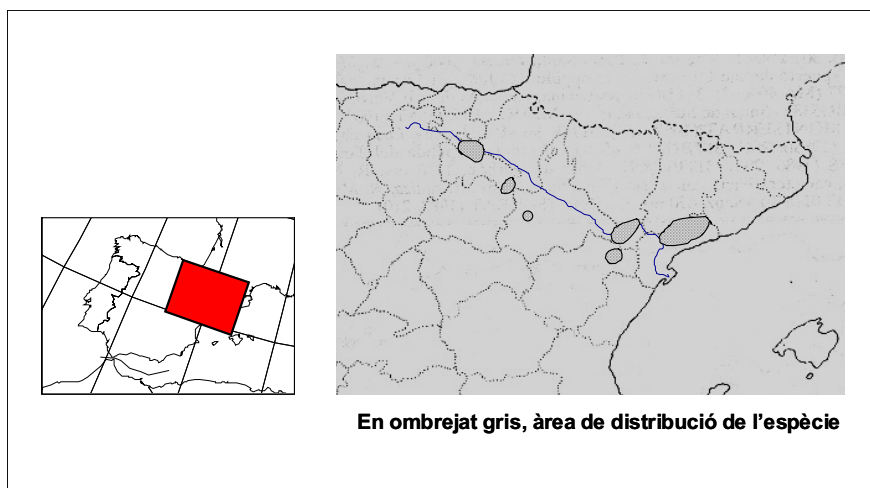 En ombrejat gris, àrea de distribució de l'espècie